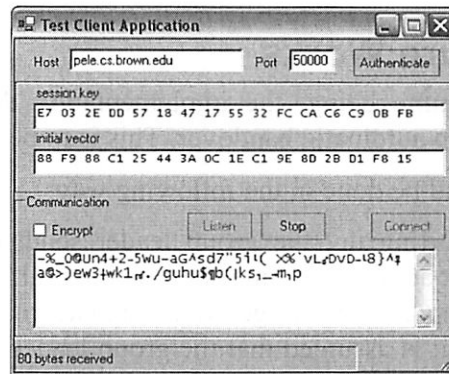 Test Client Application
Host pele.cs.brown.edu Port 50000 Authenticate
session key
E7 03 2E DD 57 18 47 17 55 32 FC CA C6 C9 0B FB
initial vector
88 F9 88 C1 25 44 3A 0C 1E C1 9E 8D 2B D1 F8 15
Communication
Encrypt Listen Stop Connect
80 bytes received